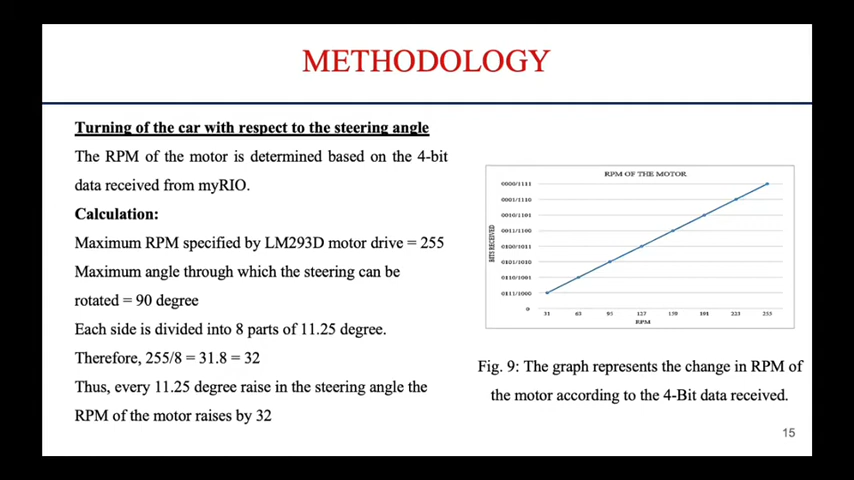 METHODOLOGY
Turning of the car with respect to the steering angle
The RPM of the motor is determined based on the 4-bit
data received from myRIO.
Calculation:
Maximum RPM specified by LM293D motor drive = 255
Maximum angle through which the steering can be
rotated = 90 degree
Each side is divided into 8 parts of 11.25 degree.
Therefore, 255/8 = 31.8 = 32
Thus, every 11.25 degree raise in the steering angle the
RPM of the motor raises by 32
RPM OF THE MOTOR
BITS RECEIVED
0000/1111
0001/1110
0010/1101
0011/1100
0100/1011
0101/1010
0110/1001
0111/1000
0
31 63 95 127 159 191 223 255
RPM
Fig. 9: The graph represents the change in RPM of
the motor according to the 4-Bit data received.
15